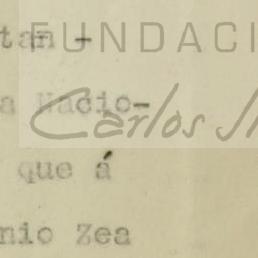 tan -
FUNDACI
a Nacio-
Carlos
que á
nio Zea